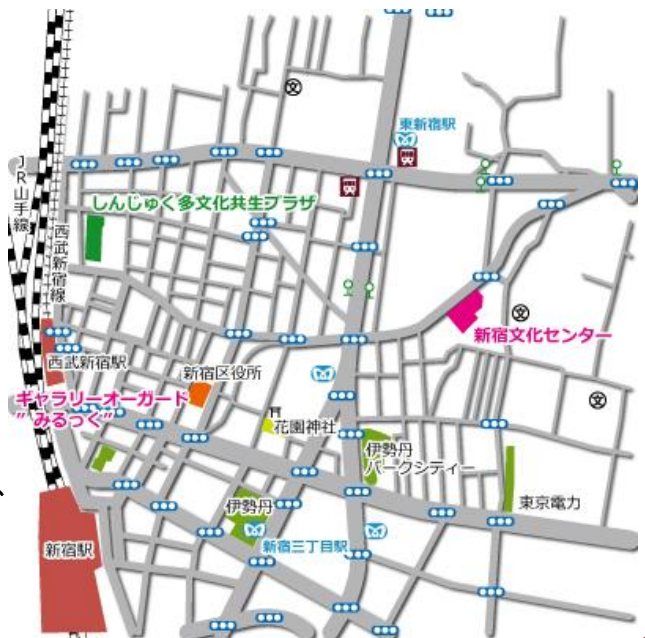 東新宿駅
JR山手線
しんじゅく多文化共生プラザ
西武新宿線
新宿文化センター
西武新宿駅
新宿区役所
ギャラリーオーガード
”みるっく”
花園神社
伊勢丹
パークシティー
伊勢丹
東京電力
新宿三丁目駅
新宿駅
文
文
文